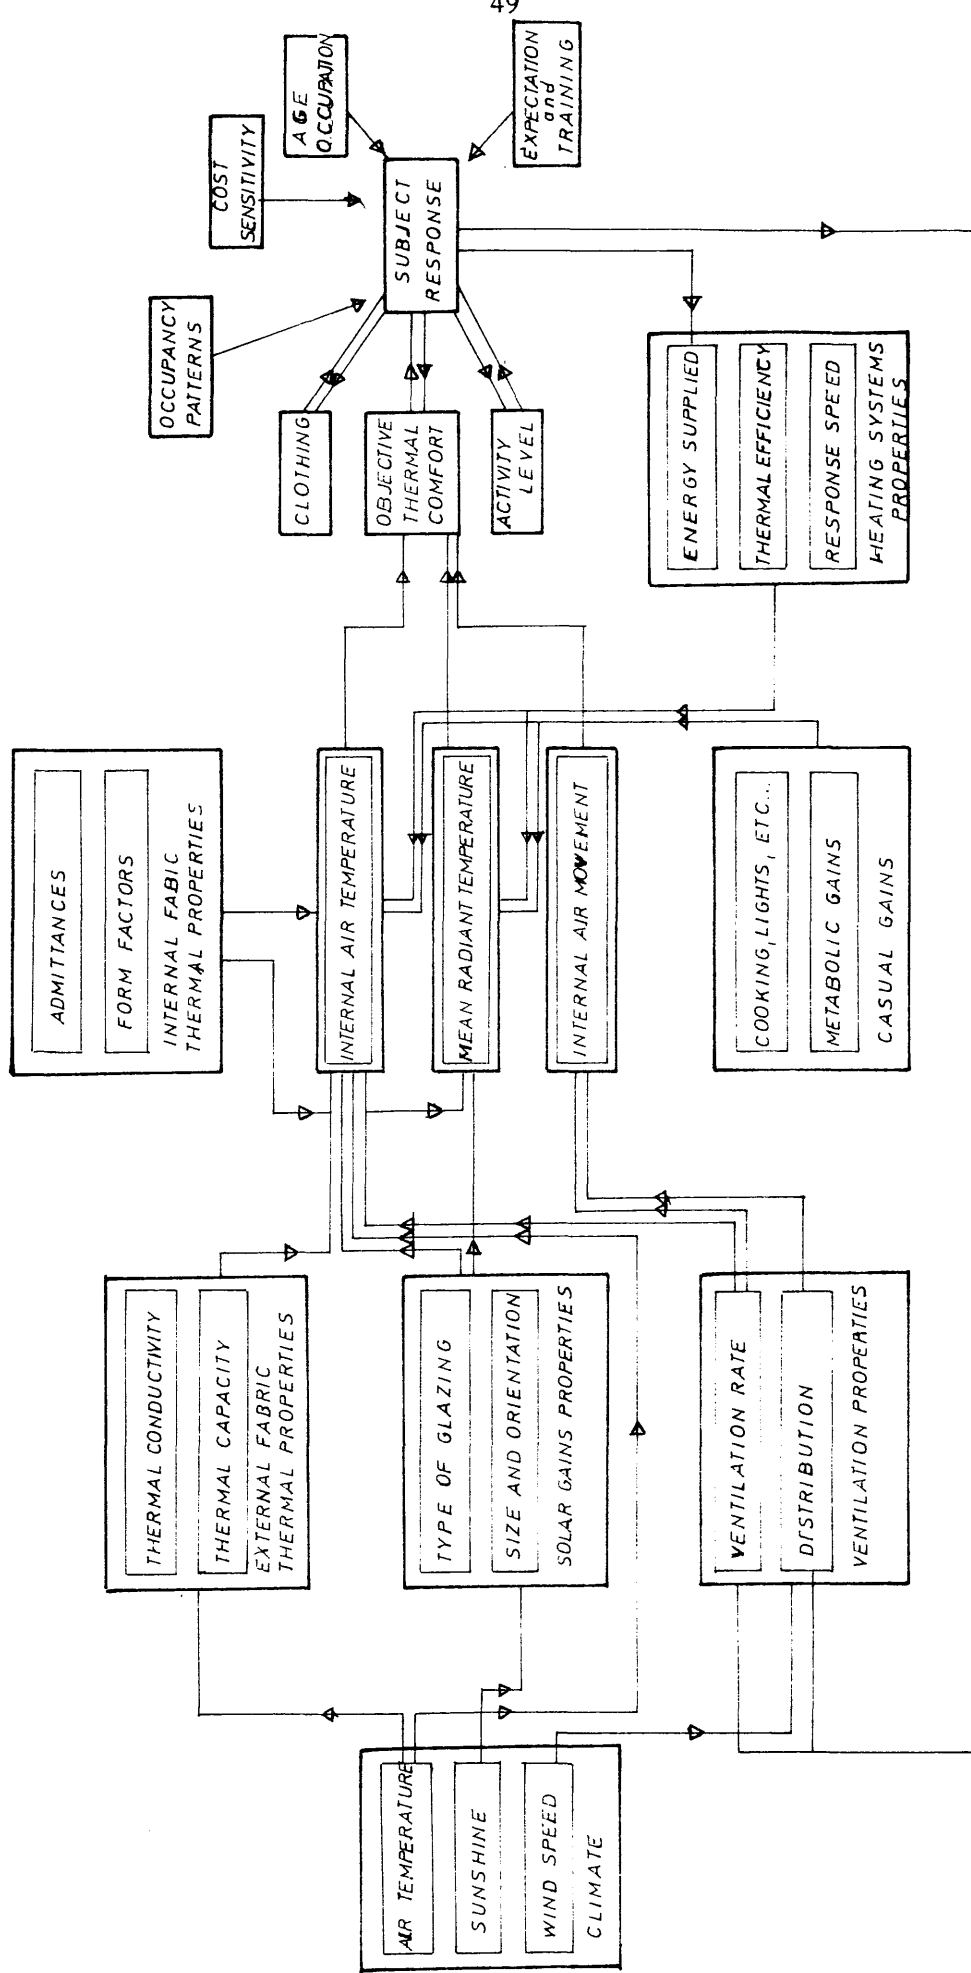 49
AGE
OCCUPATION
EXPECTATION
and
TRAINING
COST
SENSITIVITY
OCCUPANCY
PATTERNS
SUBJECT
RESPONSE
CLOTHING
OBJECTIVE
THERMAL
COMFORT
ACTIVITY
LEVEL
ENERGY SUPPLIED
THERMAL EFFICIENCY
RESPONSE SPEED
HEATING SYSTEMS
PROPERTIES
ADMITTANCES
FORM FACTORS
INTERNAL FABIC
THERMAL PROPERTIES
INTERNAL AIR TEMPERATURE
MEAN RADIANT TEMPERATURE
INTERNAL AIR MOVEMENT
COOKING, LIGHTS, ETC...
METABOLIC GAINS
CASUAL GAINS
THERMAL CONDUCTIVITY
THERMAL CAPACITY
EXTERNAL FABRIC
THERMAL PROPERTIES
TYPE OF GLAZING
SIZE AND ORIENTATION
SOLAR GAINS PROPERTIES
VENTILATION RATE
DISTRIBUTION
VENTILATION PROPERTIES
AIR TEMPERATURE
SUNSHINE
WIND SPEED
CLIMATE